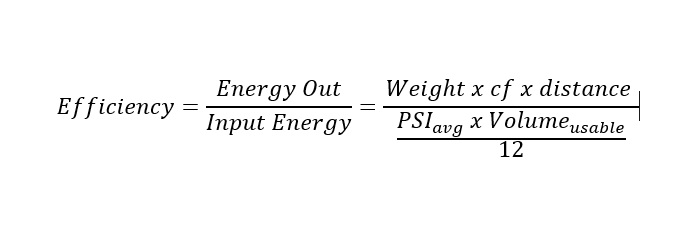 Efficiency = Energy Out / Input Energy = Weight x cf x distance / (PSI_avg x Volume_usable / 12)